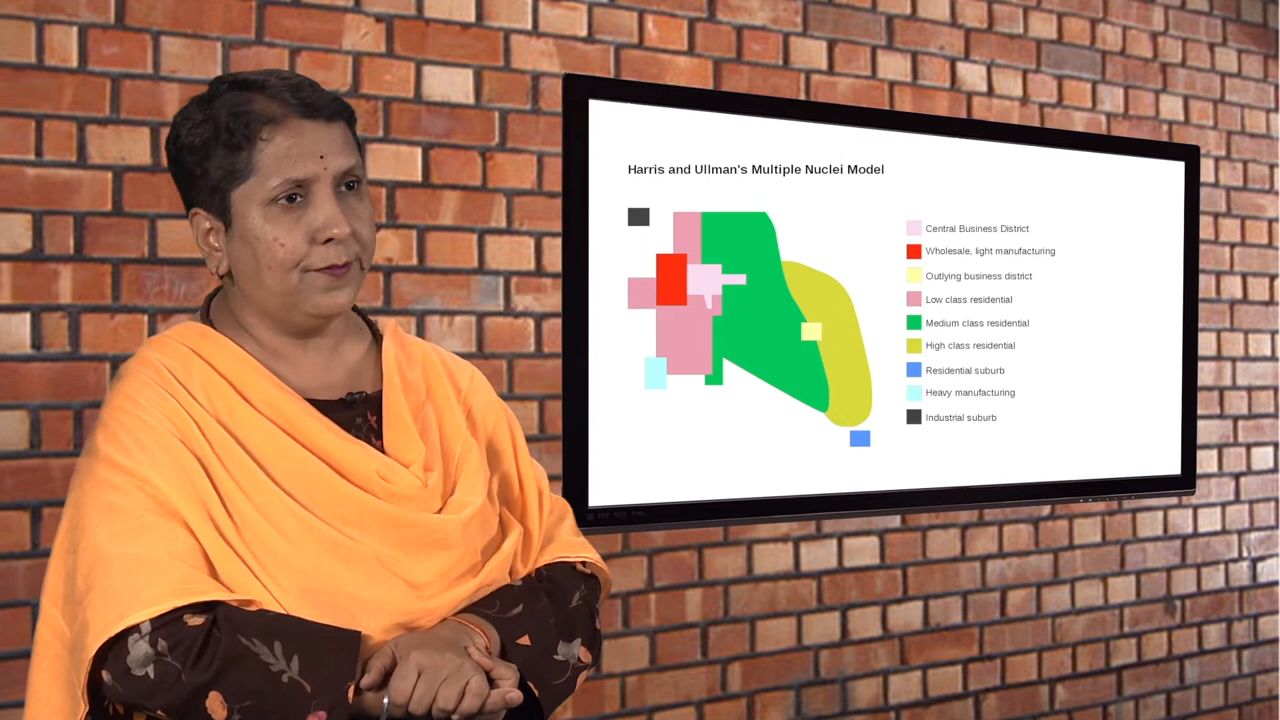 Harris and Ullman's Multiple Nuclei Model
Central Business District
Wholesale, light manufacturing
Outlying business district
Low class residential
Medium class residential
High class residential
Residential suburb
Heavy manufacturing
Industrial suburb